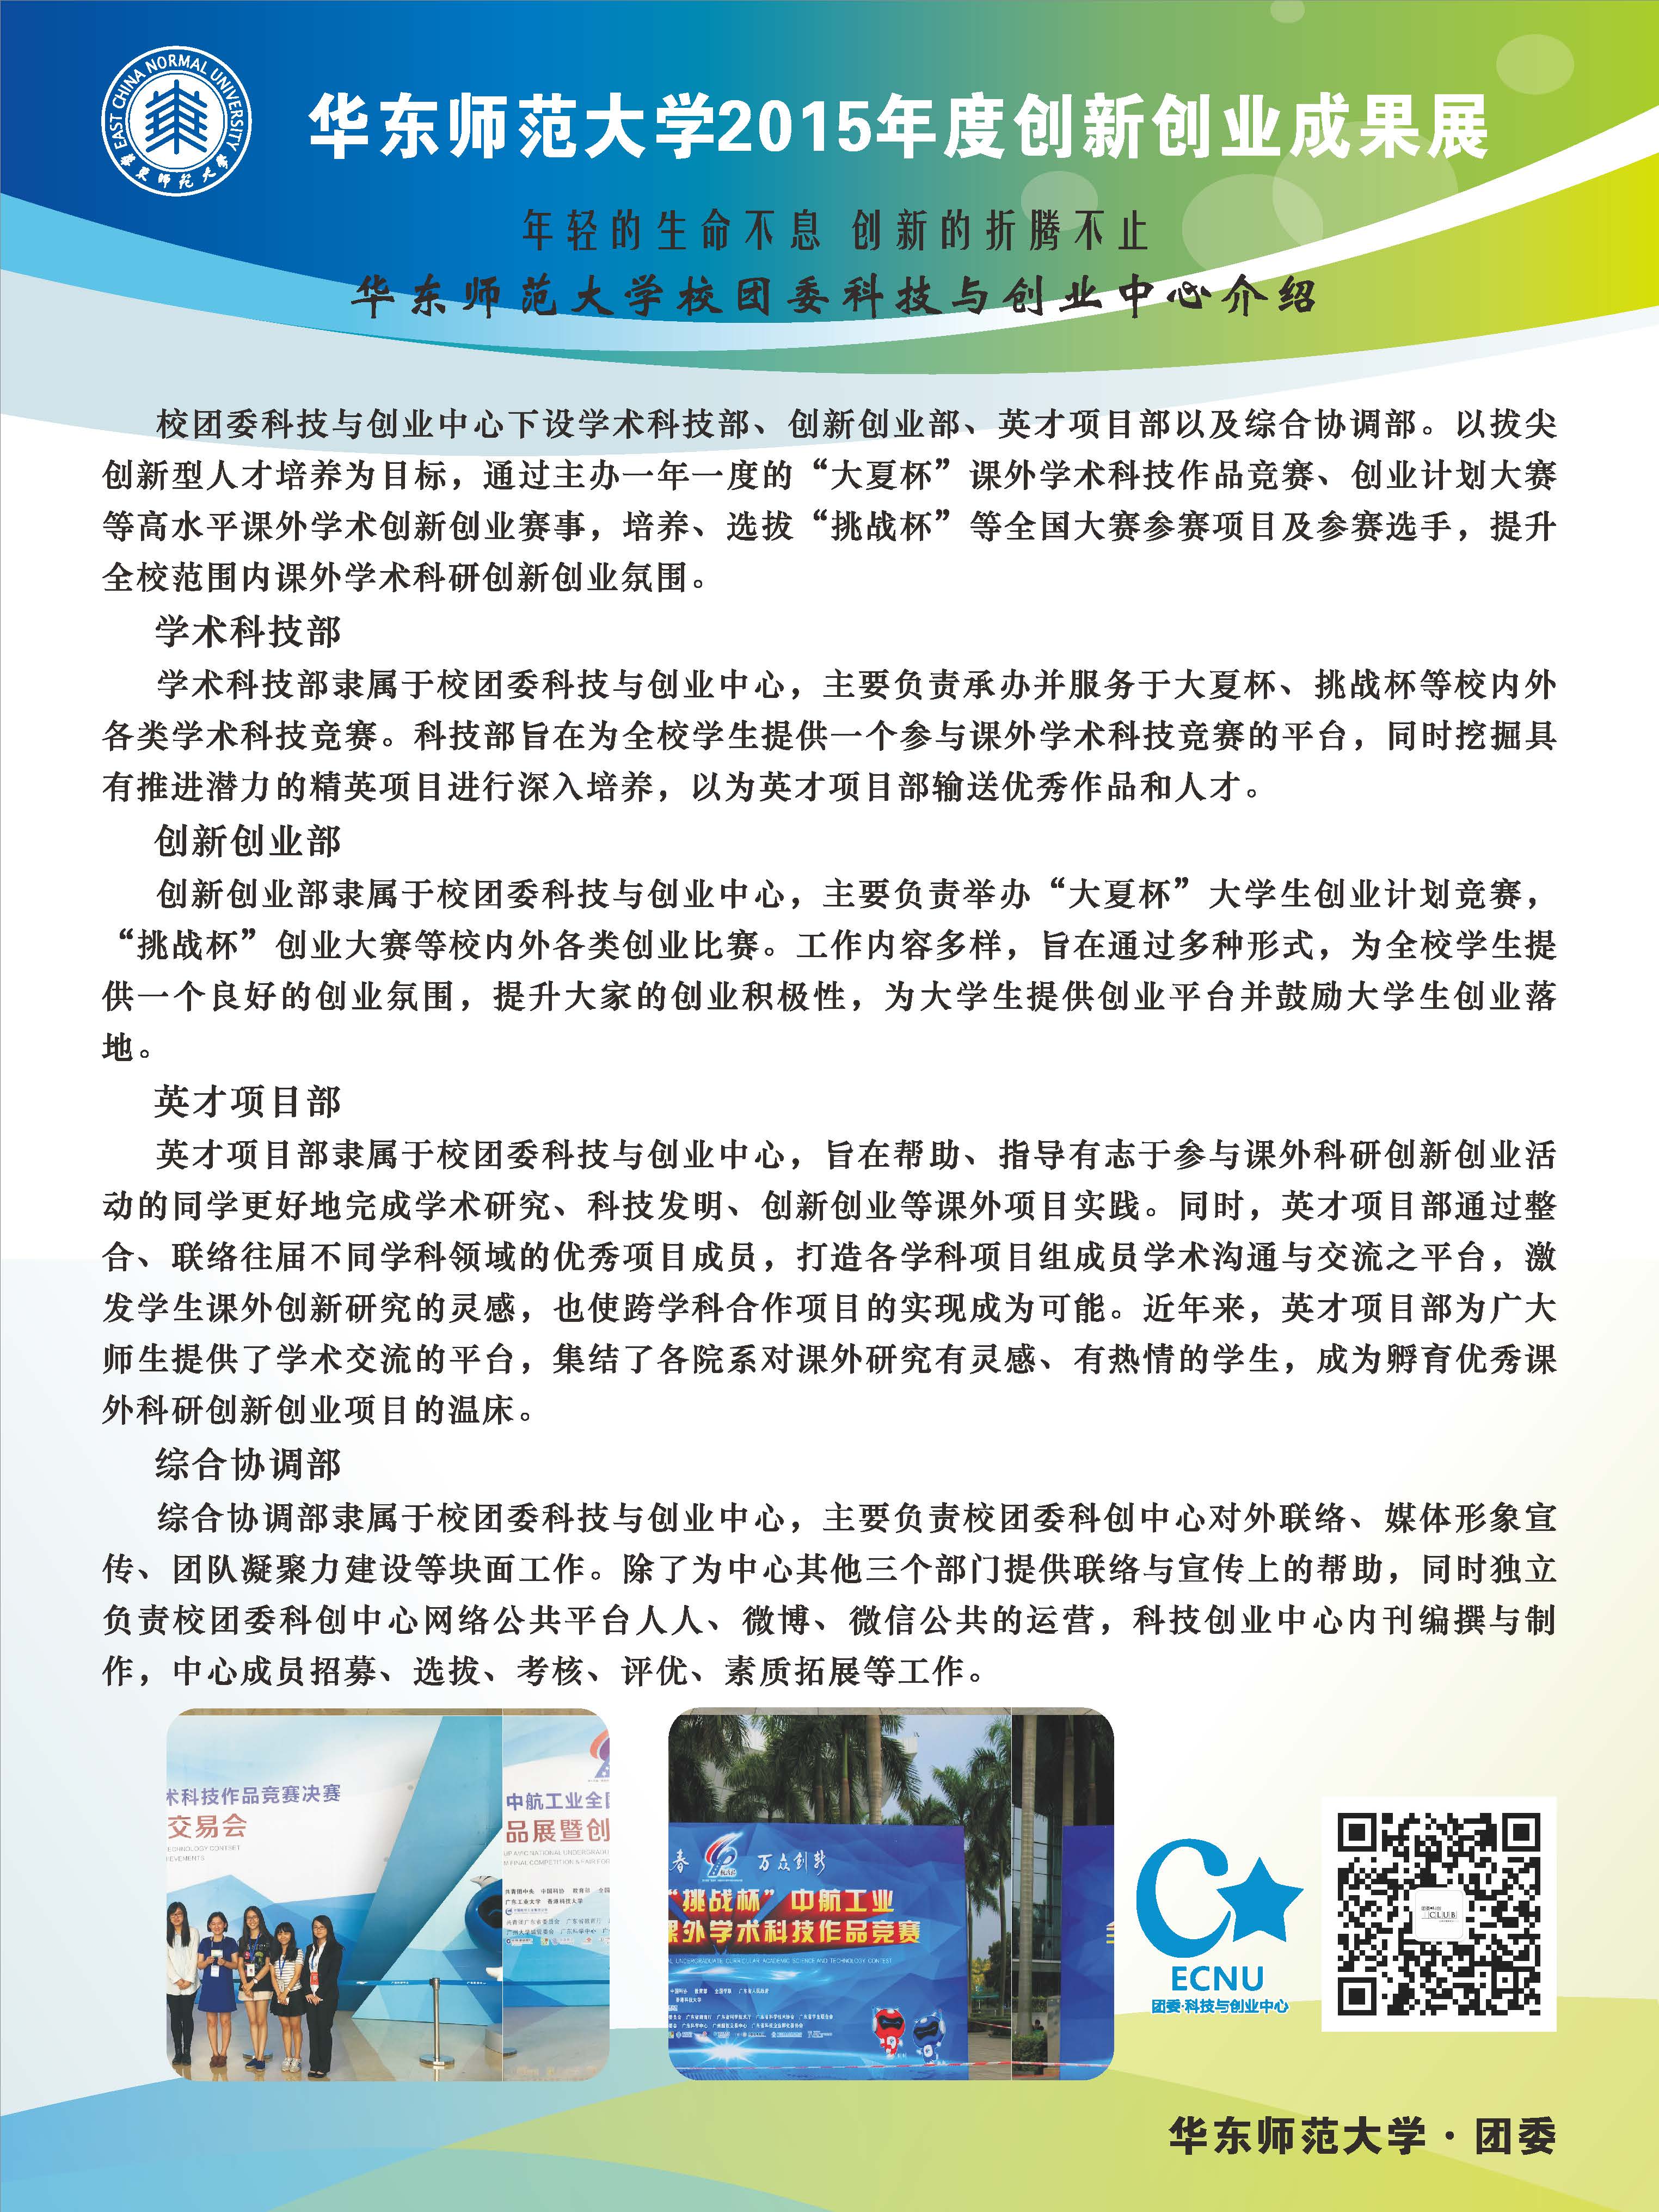 EAST CHINA NORMAL UNIVERSITY
華東师范大学
华东师范大学2015年度创新创业成果展
年轻的生命不息 创新的折腾不止
华东师范大学校团委科技与创业中心介绍
校团委科技与创业中心下设学术科技部、创新创业部、英才项目部以及综合协调部。以拔尖
创新型人才培养为目标，通过主办一年一度的“大夏杯”课外学术科技作品竞赛、创业计划大赛
等高水平课外学术创新创业赛事，培养、选拔“挑战杯”等全国大赛参赛项目及参赛选手，提升
全校范围内课外学术科研创新创业氛围。
学术科技部
学术科技部隶属于校团委科技与创业中心，主要负责承办并服务于大夏杯、挑战杯等校内外
各类学术科技竞赛。科技部旨在为全校学生提供一个参与课外学术科技竞赛的平台，同时挖掘具
有推进潜力的精英项目进行深入培养，以为英才项目部输送优秀作品和人才。
创新创业部
创新创业部隶属于校团委科技与创业中心，主要负责举办“大夏杯”大学生创业计划竞赛，
“挑战杯”创业大赛等校内外各类创业比赛。工作内容多样，旨在通过多种形式，为全校学生提
供一个良好的创业氛围，提升大家的创业积极性，为大学生提供创业平台并鼓励大学生创业落
地。
英才项目部
英才项目部隶属于校团委科技与创业中心，旨在帮助、指导有志于参与课外科研创新创业活
动的同学更好地完成学术研究、科技发明、创新创业等课外项目实践。同时，英才项目部通过整
合、联络往届不同学科领域的优秀项目成员，打造各学科项目组成员学术沟通与交流之平台，激
发学生课外创新研究的灵感，也使跨学科合作项目的实现成为可能。近年来，英才项目部为广大
师生提供了学术交流的平台，集结了各院系对课外研究有灵感、有热情的学生，成为孵育优秀课
外科研创新创业项目的温床。
综合协调部
综合协调部隶属于校团委科技与创业中心，主要负责校团委科创中心对外联络、媒体形象宣
传、团队凝聚力建设等块面工作。除了为中心其他三个部门提供联络与宣传上的帮助，同时独立
负责校团委科创中心网络公共平台人人、微博、微信公共的运营，科技创业中心内刊编撰与制
作，中心成员招募、选拔、考核、评优、素质拓展等工作。
术科技作品竞赛决赛
交易会
中航工业全国
品展暨创
春 万众创新
“挑战杯”中航工业
课外学术科技作品竞赛
ECNU
团委·科技与创业中心
CLUB
华东师范大学·团委